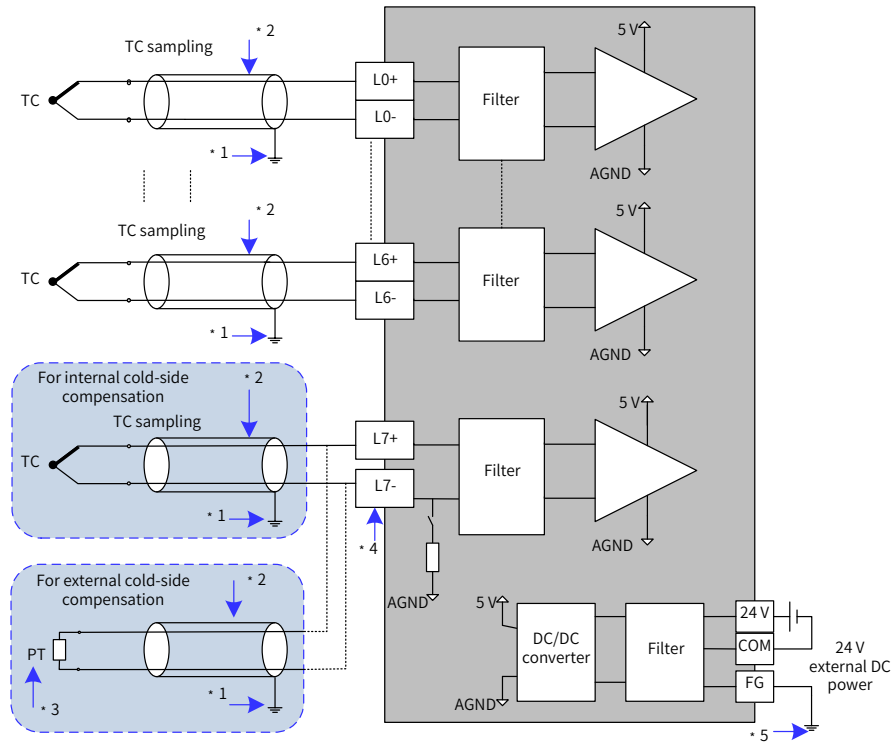 * 2
5 V
TC sampling
L0+
TC
Filter
L0-
* 1
AGND
* 2
5 V
TC sampling
L6+
TC
Filter
L6-
* 1
AGND
For internal cold-side
compensation
* 2
5 V
TC sampling
L7+
TC
Filter
L7-
* 1
* 4
AGND
For external cold-side
compensation
* 2
AGND
PT
* 1
* 3
5 V
DC/DC
converter
Filter
AGND
24 V
COM
FG
24 V
external DC
power
* 5